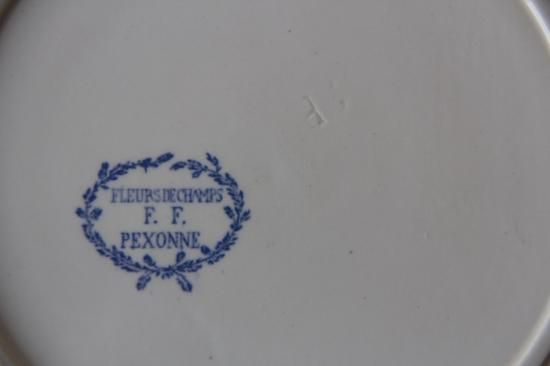 FLEURS DE CHAMPS
F. F.
PEXONNE